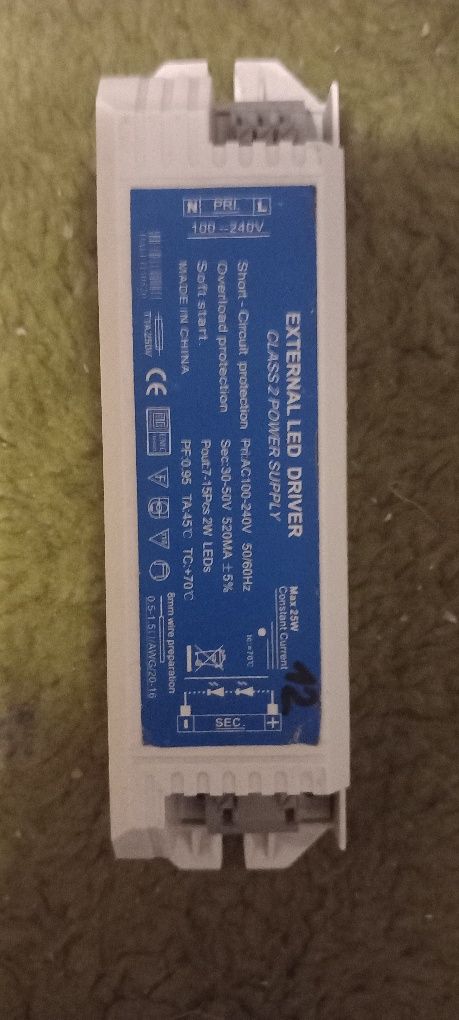 EXTERNAL LED DRIVER
CLASS 2 POWER SUPPLY
Max 25W
Constant Current
N PRI. L
100--240V
Short - Circuit protection Pri:AC100-240V 50/60Hz
Overload protection Sec:30-50V 520MA ±5%
Soft start. Pout:7-15Pcs 2W LEDs
MADE IN CHINA PF:0.95 TA:45℃ TC:+70℃
tc:+70℃
- SEC. +
12
CE
F
8mm wire preparation
0.5-1.5□/AWG/20-16